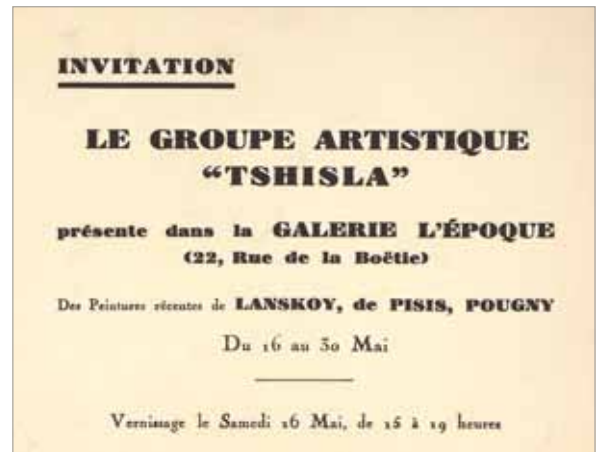 INVITATION
LE GROUPE ARTISTIQUE
“TSHISLA”
présente dans la GALERIE L'ÉPOQUE
(22, Rue de la Boëtie)
Des Peintures récentes de LANSKOY, de PISIS, POUGNY
Du 16 au 30 Mai
Vernissage le Samedi 16 Mai, de 15 à 19 heures